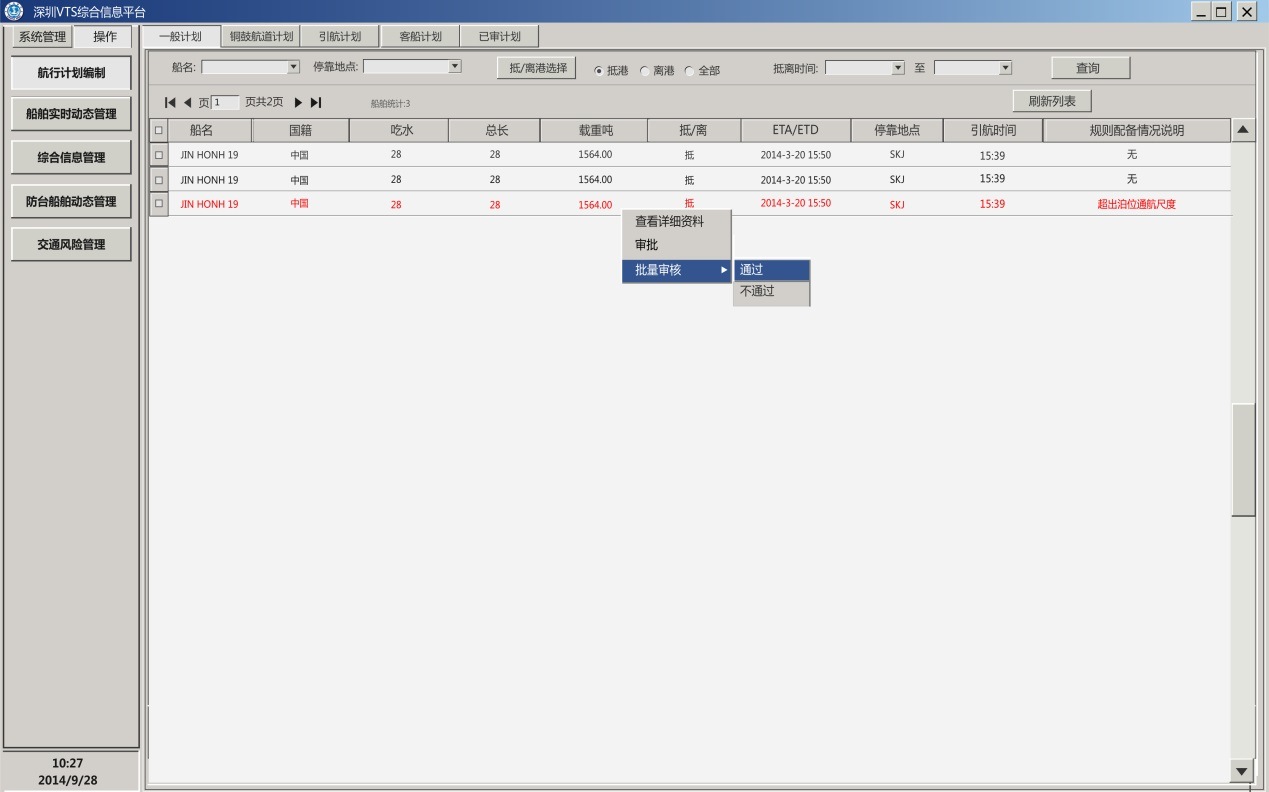 深圳VTS综合信息平台
系统管理 操作
一般计划 铜鼓航道计划 引航计划 客船计划 已审计划
航行计划编制
船舶实时动态管理
综合信息管理
防台船舶动态管理
交通风险管理
10:27
2014/9/28
船名: 停靠地点: 抵/离港选择 抵港 离港 全部 抵离时间: 至 查询
页 1 页共2页 船舶统计:3 刷新列表
船名 国籍 吃水 总长 载重吨 抵/离 ETA/ETD 停靠地点 引航时间 规则配备情况说明
JIN HONH 19 中国 28 28 1564.00 抵 2014-3-20 15:50 SKJ 15:39 无
JIN HONH 19 中国 28 28 1564.00 抵 2014-3-20 15:50 SKJ 15:39 无
JIN HONH 19 中国 28 28 1564.00 抵 2014-3-20 15:50 SKJ 15:39 超出泊位通航尺度
查看详细资料
审批
批量审核 通过
不通过